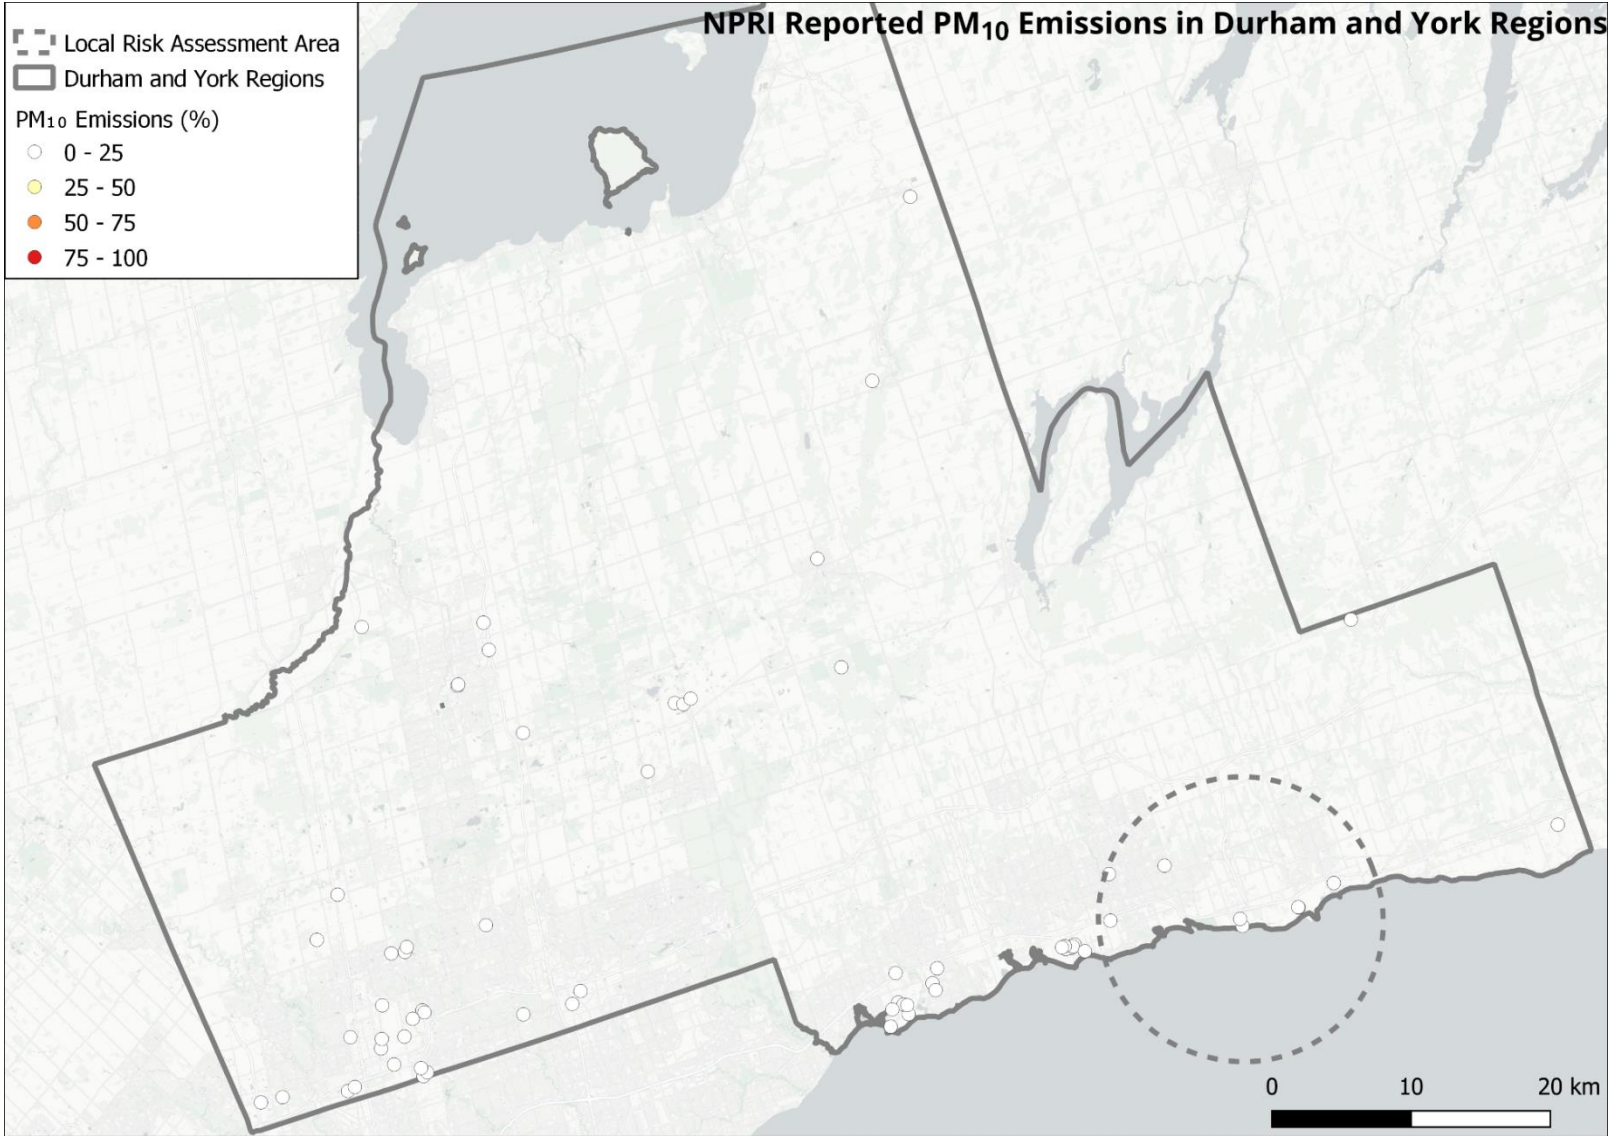 NPRI Reported PM₁₀ Emissions in Durham and York Regions
Local Risk Assessment Area
Durham and York Regions
PM₁₀ Emissions (%)
0 - 25
25 - 50
50 - 75
75 - 100
0 10 20 km